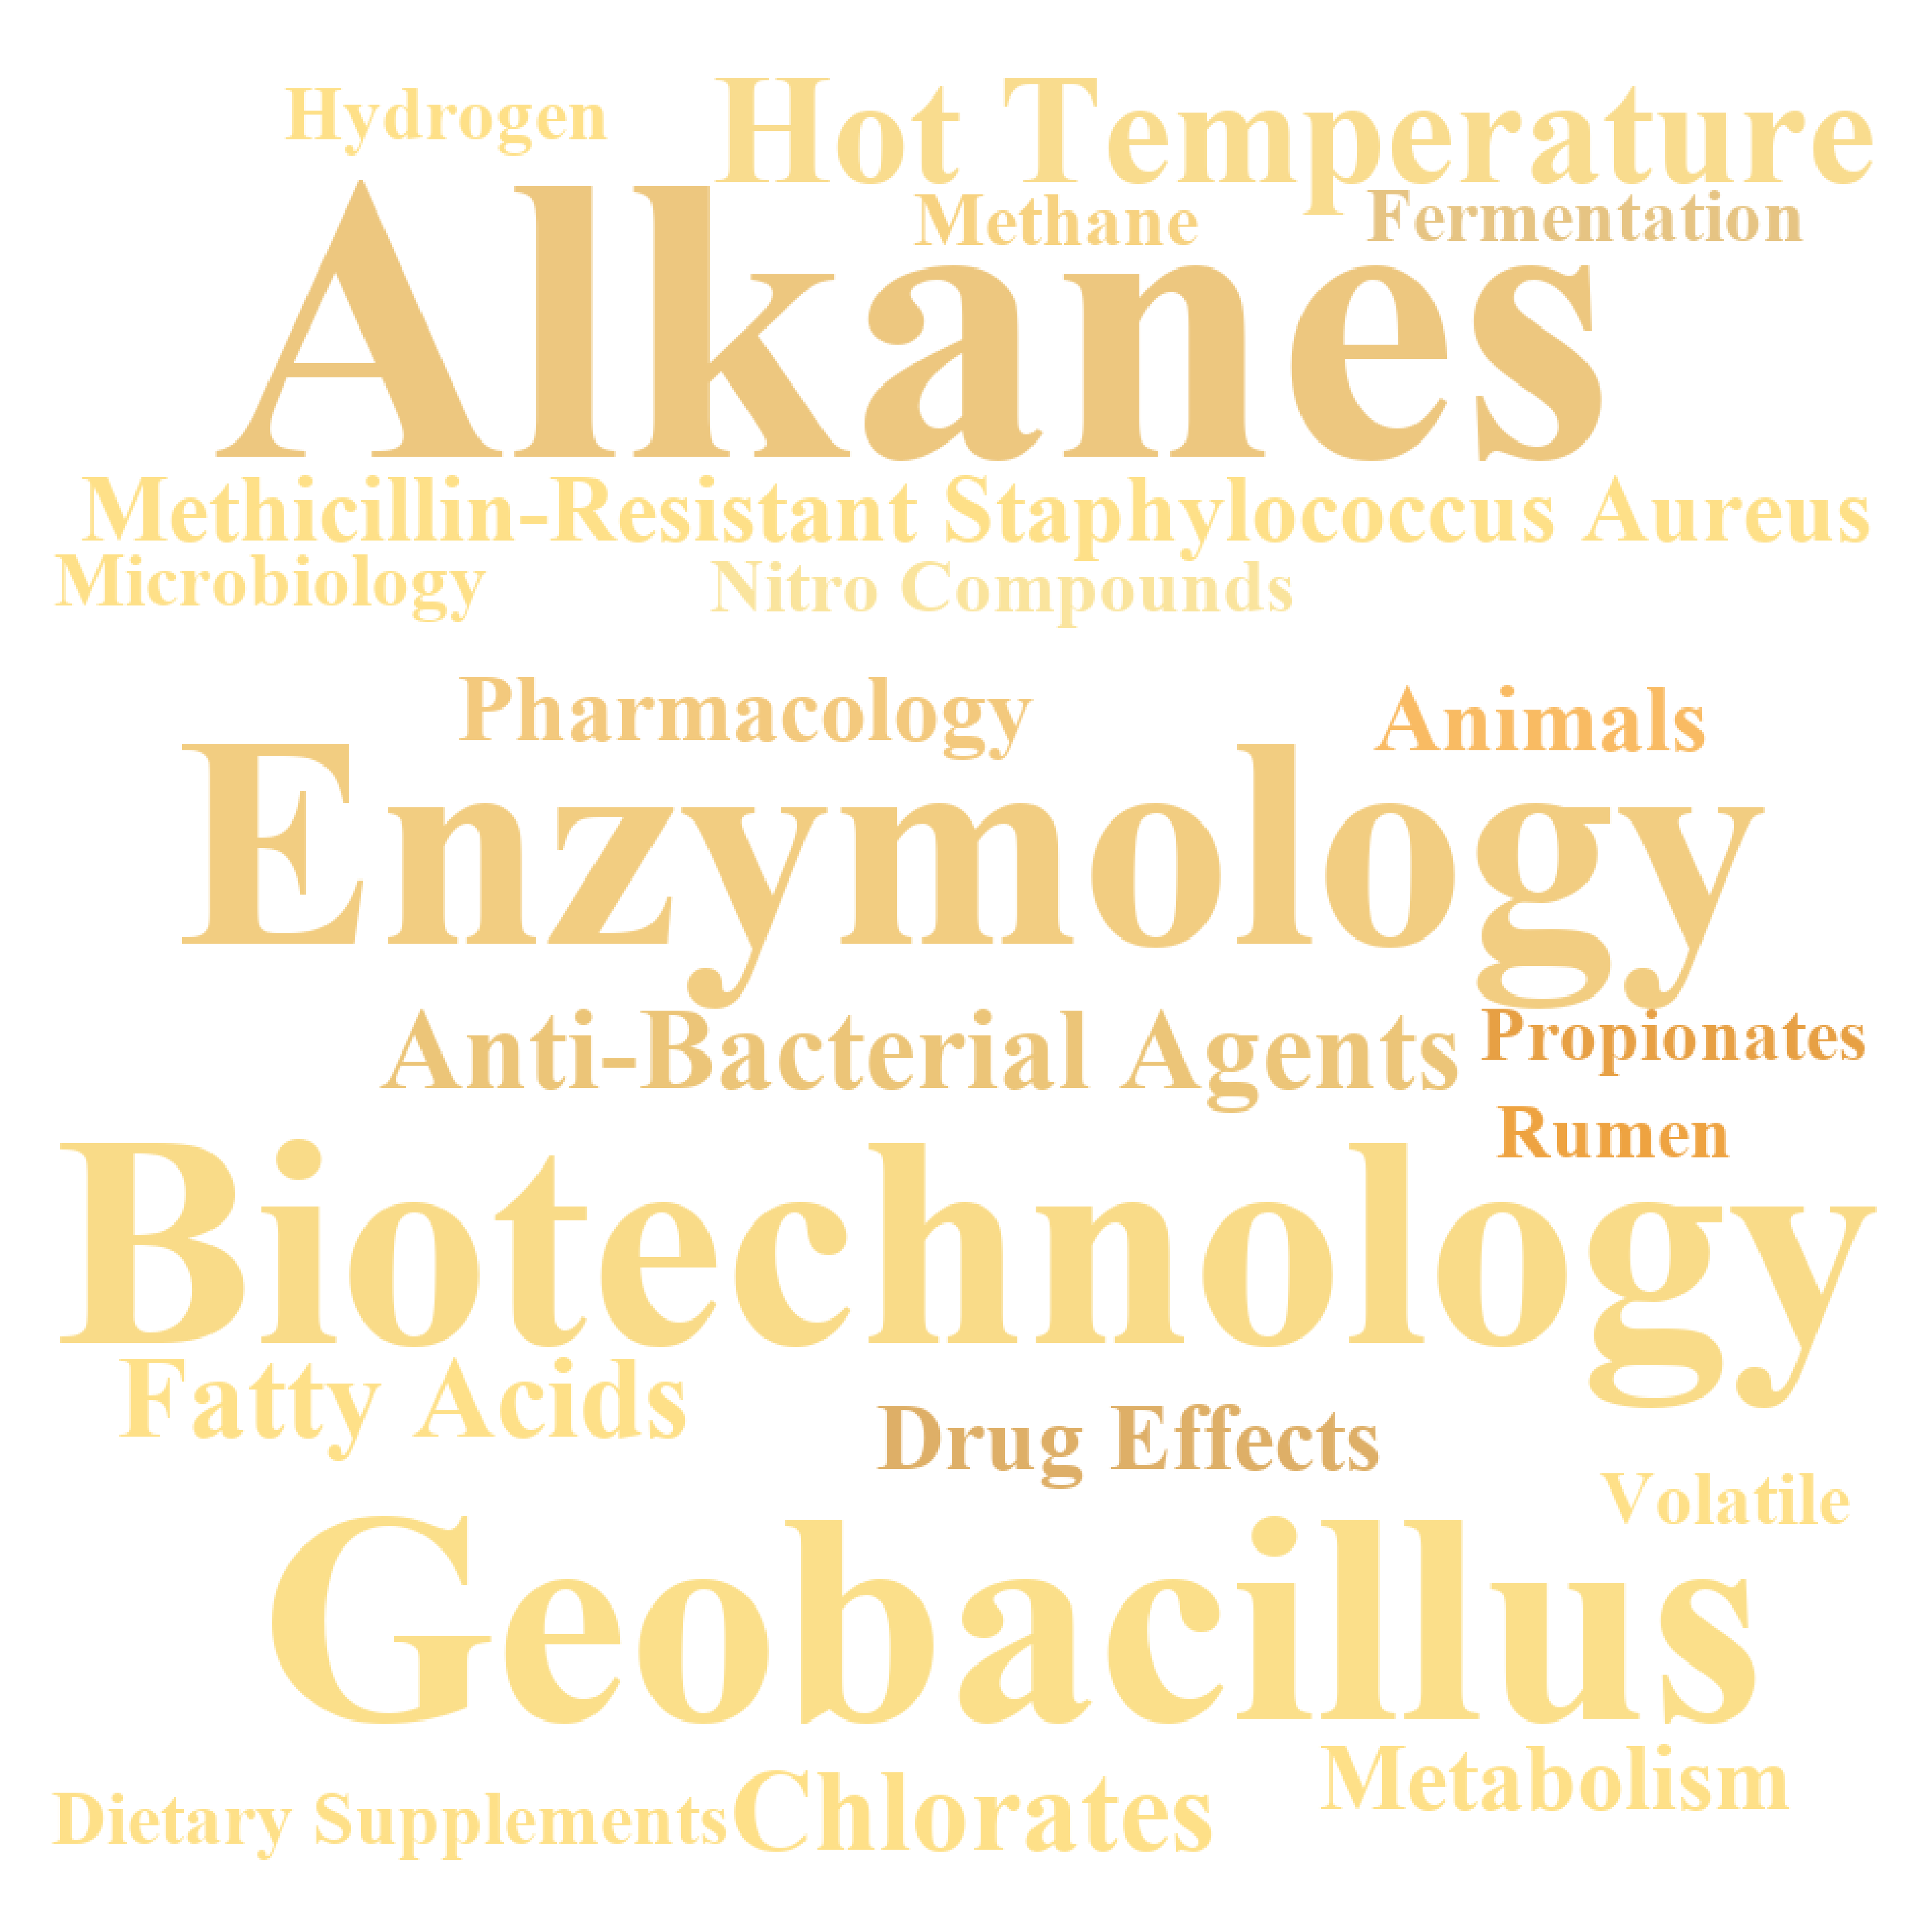 Hydrogen
Hot Temperature
Methane
Fermentation
Alkanes
Methicillin-Resistant Staphylococcus Aureus
Microbiology
Nitro Compounds
Pharmacology
Animals
Enzymology
Anti-Bacterial Agents
Propionates
Rumen
Biotechnology
Fatty Acids
Drug Effects
Volatile
Geobacillus
Metabolism
Dietary Supplements
Chlorates